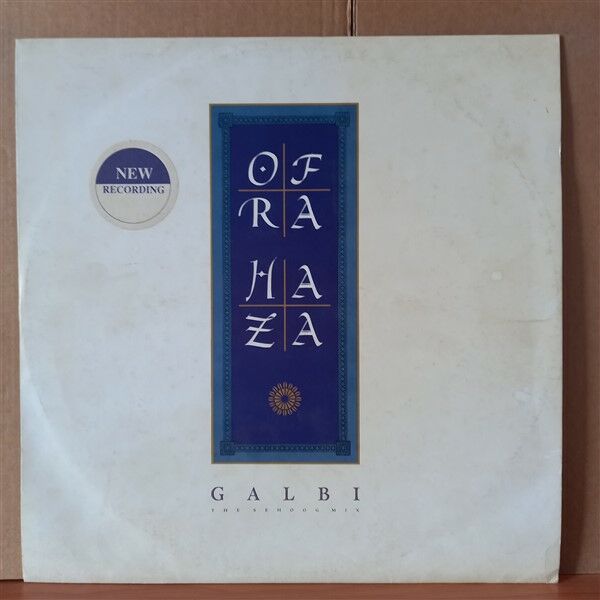 NEW
RECORDING
OF
RA
HA
ZA
GALBI
THE SEHOOG MIX